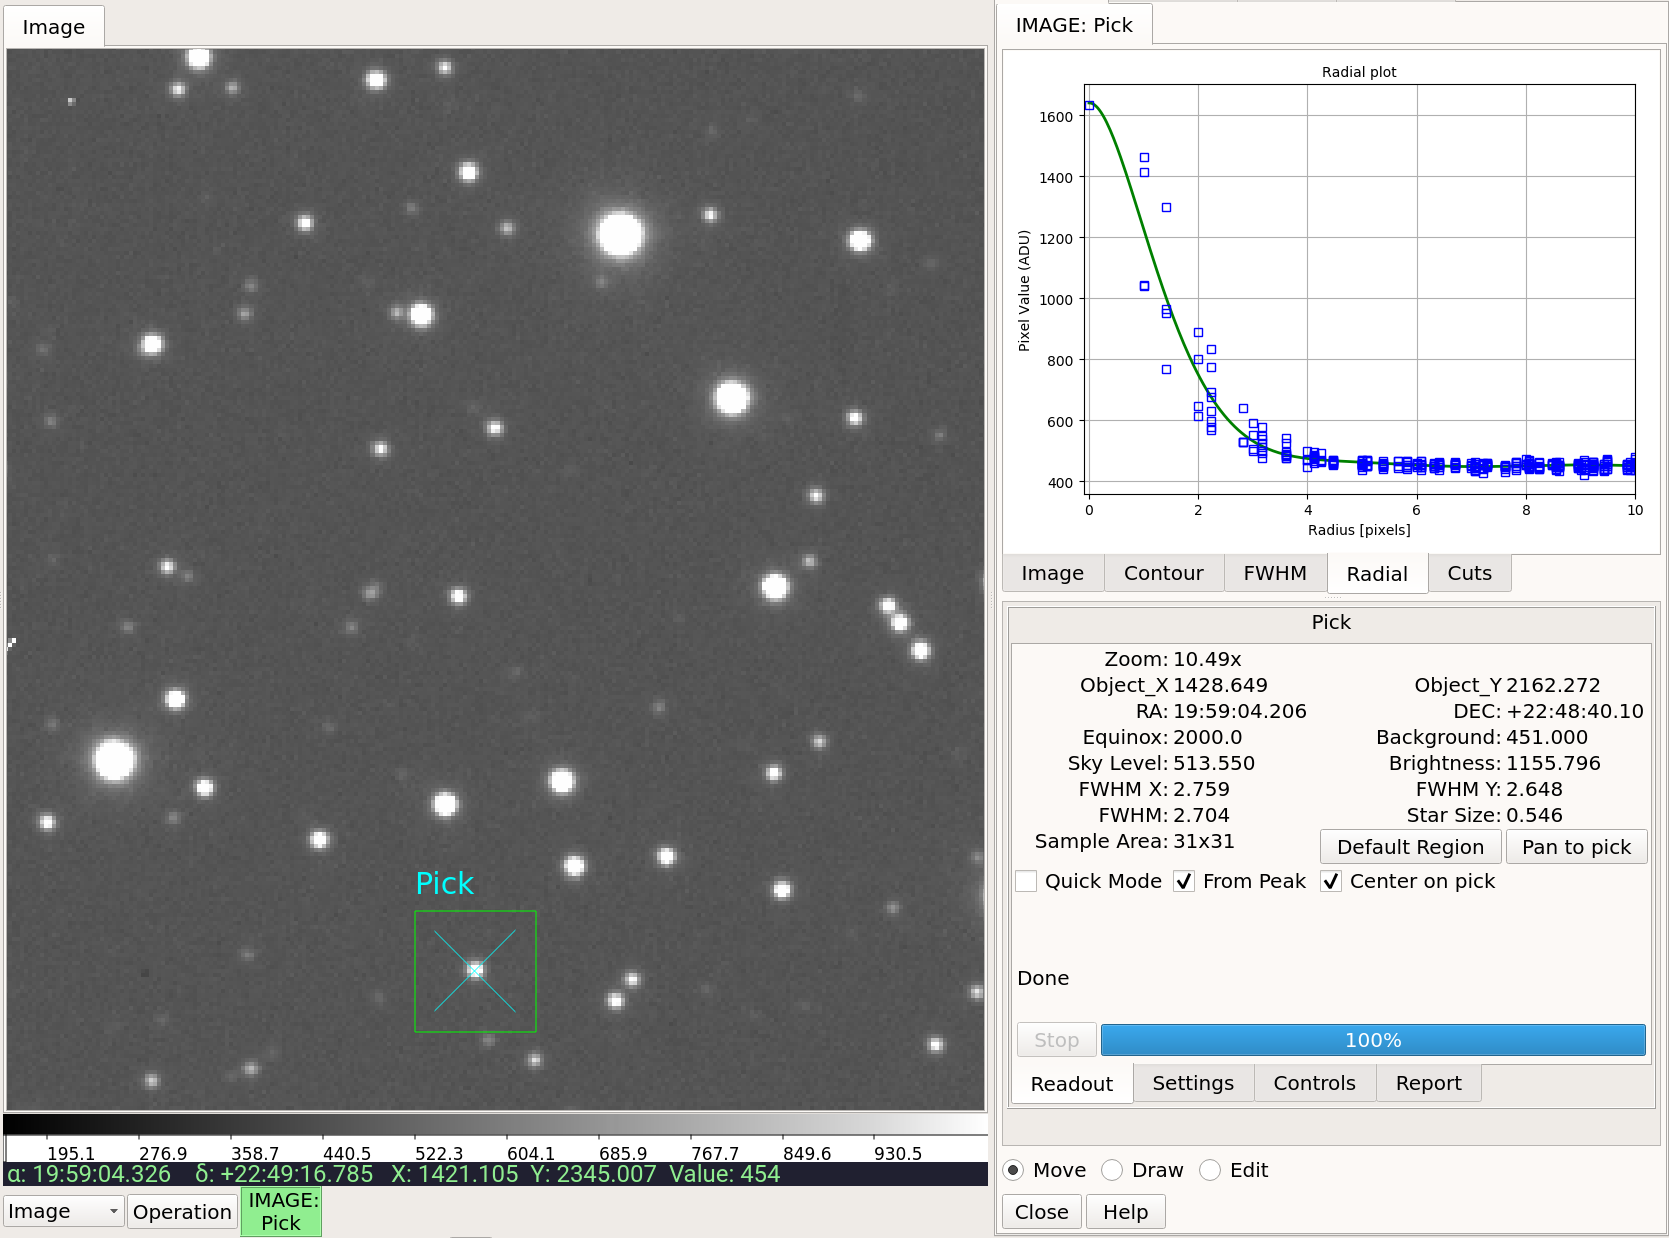 Image
Pick
195.1 276.9 358.7 440.5 522.3 604.1 685.9 767.7 849.6 930.5
α: 19:59:04.326 δ: +22:49:16.785 X: 1421.105 Y: 2345.007 Value: 454
Image Operation IMAGE:
Pick
IMAGE: Pick
Radial plot
Pixel Value (ADU)
1600
1400
1200
1000
800
600
400
0 2 4 6 8 10
Radius [pixels]
Image Contour FWHM Radial Cuts
Pick
Zoom: 10.49x
Object_X 1428.649 Object_Y 2162.272
RA: 19:59:04.206 DEC: +22:48:40.10
Equinox: 2000.0 Background: 451.000
Sky Level: 513.550 Brightness: 1155.796
FWHM X: 2.759 FWHM Y: 2.648
FWHM: 2.704 Star Size: 0.546
Sample Area: 31x31 Default Region Pan to pick
Quick Mode From Peak Center on pick
Done
Stop 100%
Readout Settings Controls Report
Move Draw Edit
Close Help